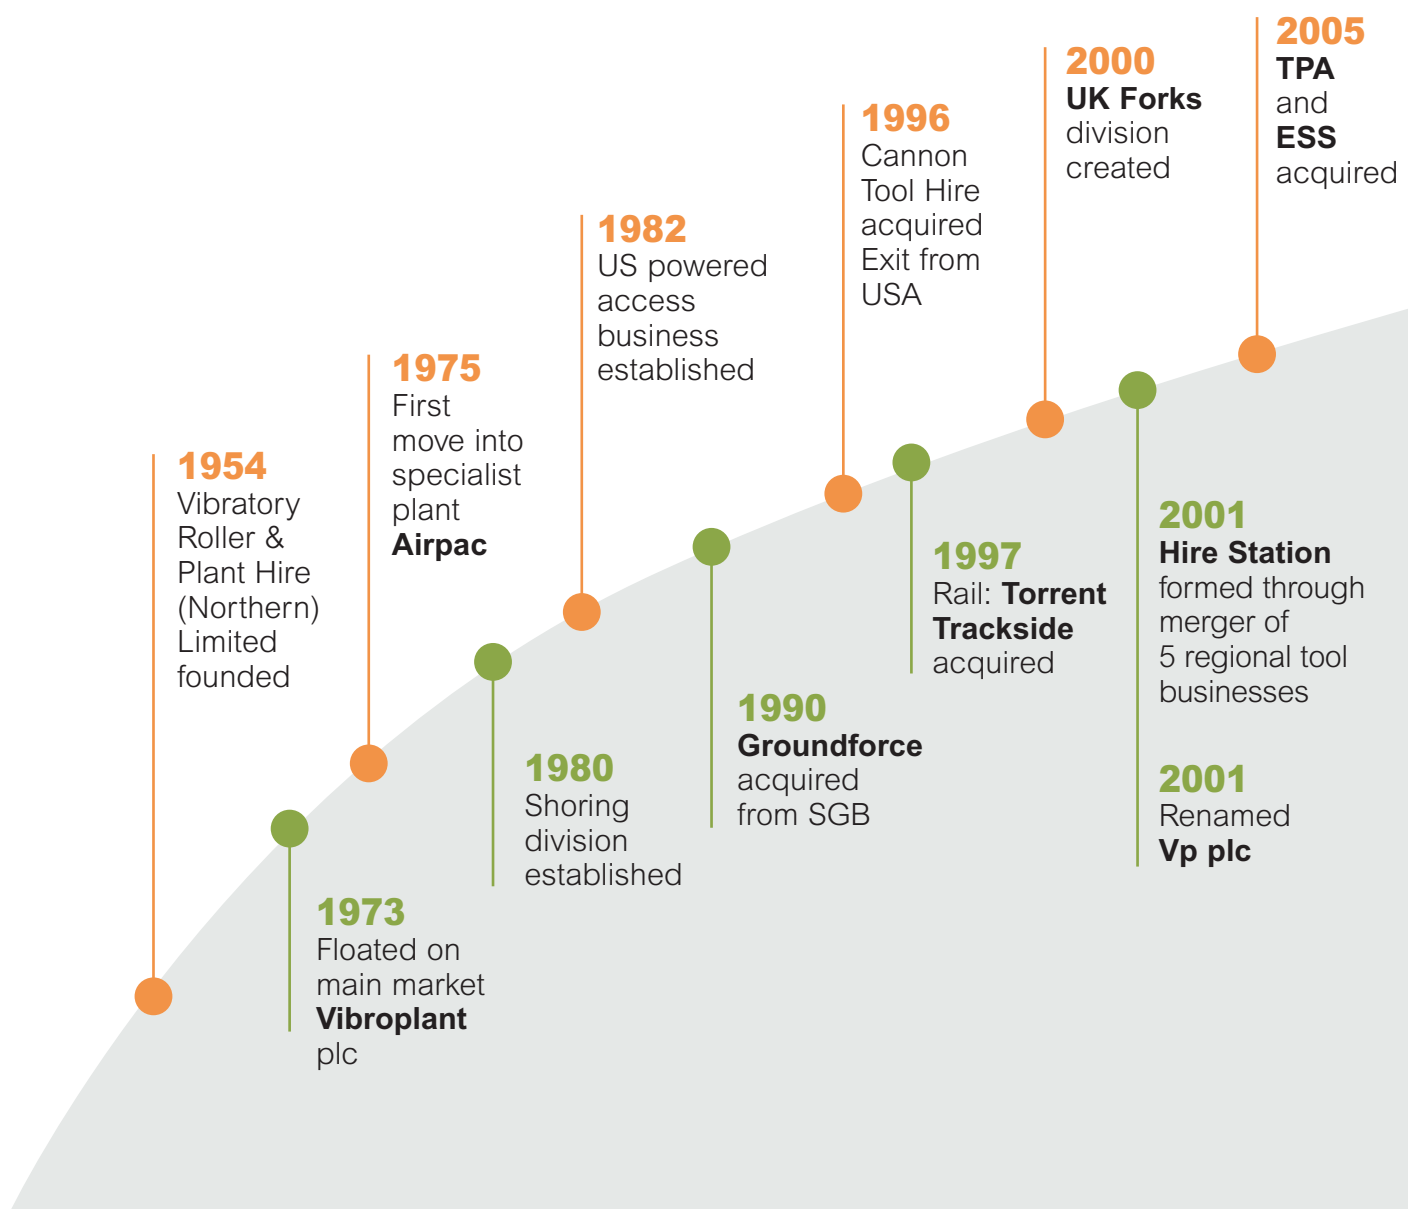 1954
Vibratory
Roller &
Plant Hire
(Northern)
Limited
founded
1973
Floated on
main market
Vibroplant
plc
1975
First
move into
specialist
plant
Airpac
1980
Shoring
division
established
1982
US powered
access
business
established
1990
Groundforce
acquired
from SGB
1996
Cannon
Tool Hire
acquired
Exit from
USA
1997
Rail: Torrent
Trackside
acquired
2000
UK Forks
division
created
2001
Hire Station
formed through
merger of
5 regional tool
businesses
2001
Renamed
Vp plc
2005
TPA
and
ESS
acquired